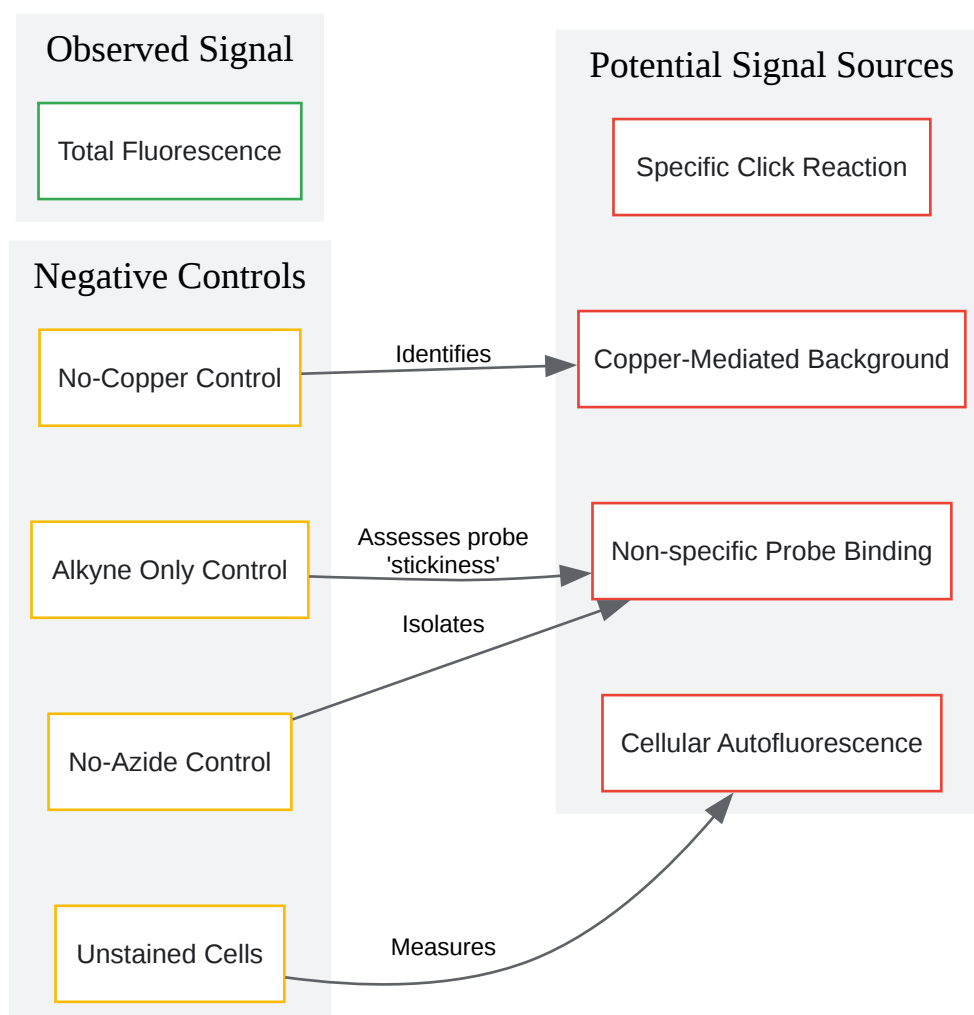 Observed Signal
Total Fluorescence
Potential Signal Sources
Specific Click Reaction
Negative Controls
No-Copper Control
Identifies
Copper-Mediated Background
Alkyne Only Control
Assesses probe
'stickiness'
Non-specific Probe Binding
Isolates
No-Azide Control
Cellular Autofluorescence
Unstained Cells
Measures